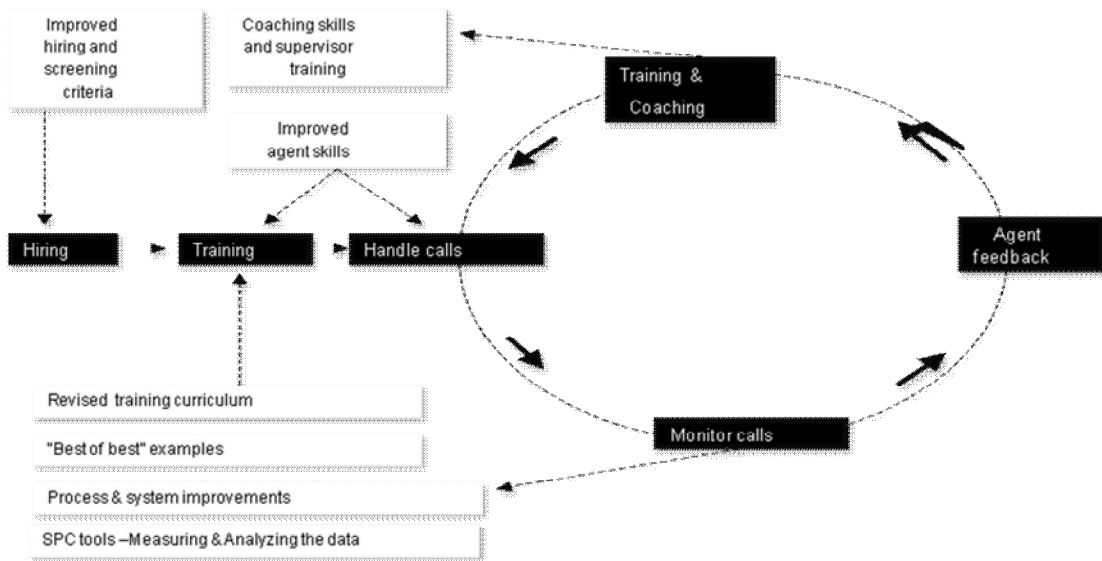 Improved
hiring and
screening
criteria
Coaching skills
and supervisor
training
Training &
Coaching
Improved
agent skills
Hiring
Training
Handle calls
Agent
feedback
Revised training curriculum
"Best of best" examples
Monitor calls
Process & system improvements
SPC tools –Measuring & Analyzing the data